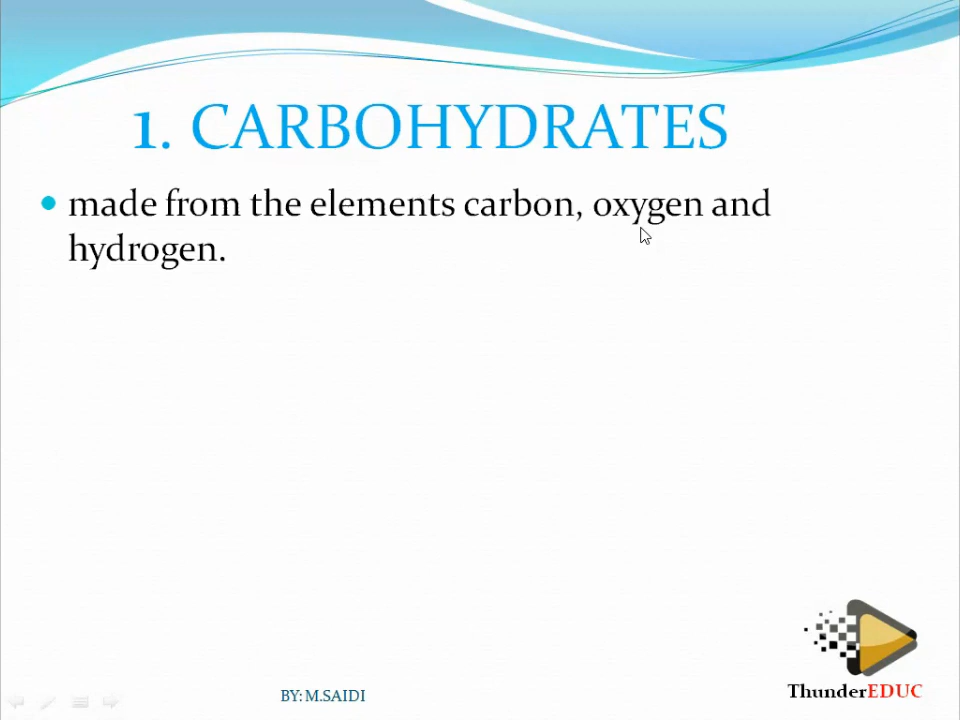 1. CARBOHYDRATES
made from the elements carbon, oxygen and
hydrogen.
BY: M.SAIDI
ThunderEDUC